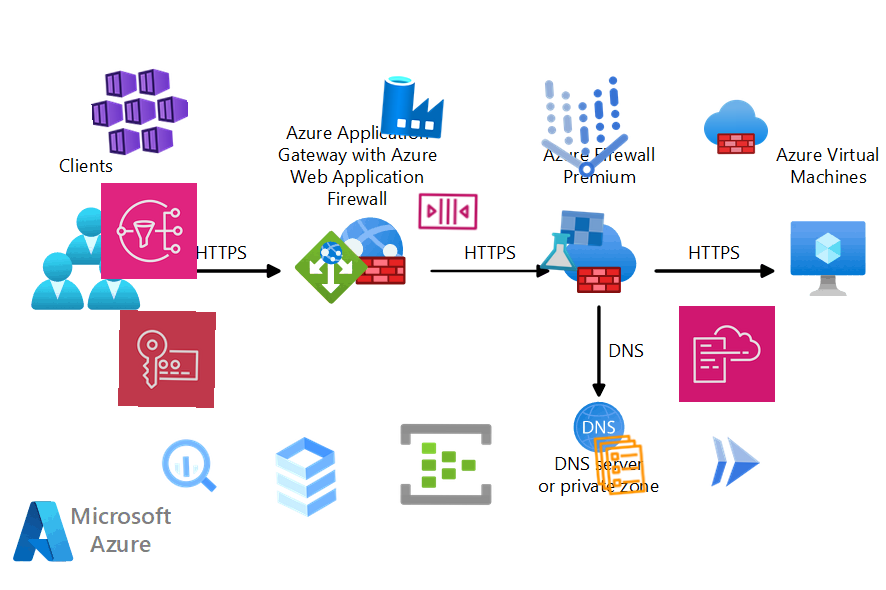 Clients
Azure Application
Gateway with Azure
Web Application
Firewall
Azure Firewall
Premium
Azure Virtual
Machines
HTTPS
HTTPS
HTTPS
DNS
DNS
DNS server
or private zone
Microsoft
Azure